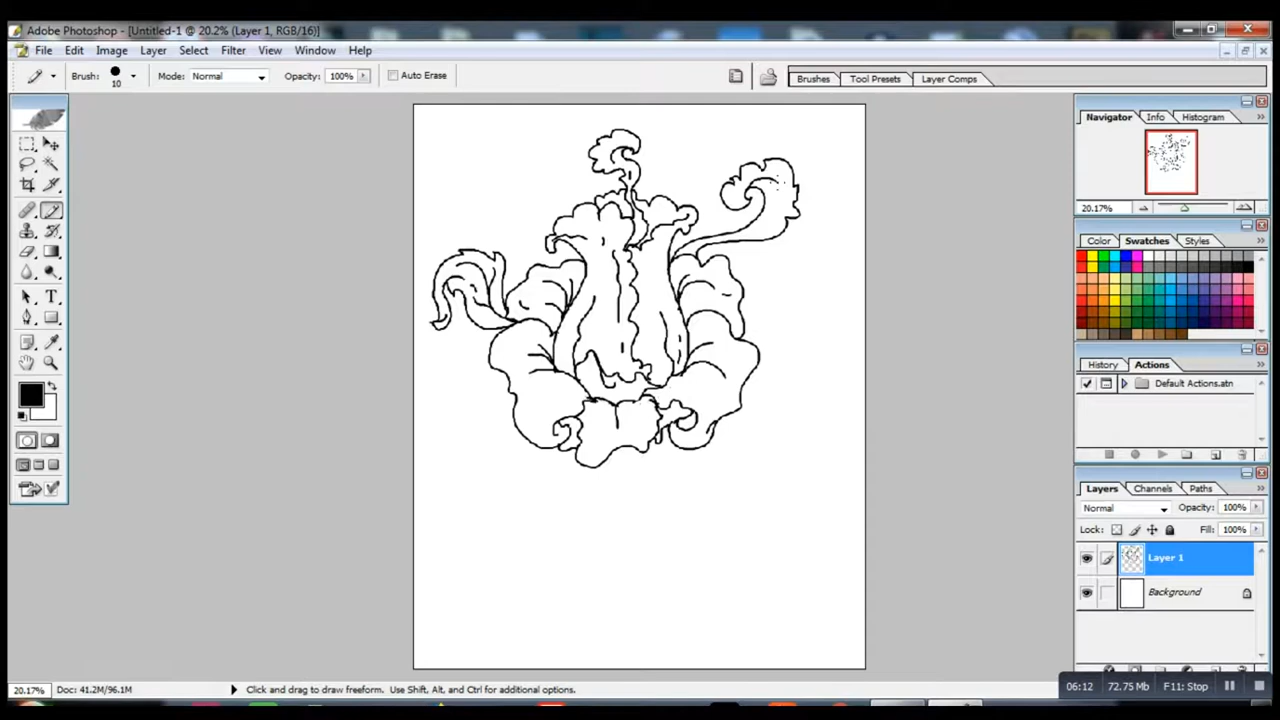 Adobe Photoshop - [Untitled-1 @ 20.2% (Layer 1, RGB/16)]
File Edit Image Layer Select Filter View Window Help
Brush: 10 Mode: Normal Opacity: 100% Auto Erase Brushes Tool Presets Layer Comps
Navigator Info Histogram
20.17%
Color Swatches Styles
History Actions
Default Actions.atn
Layers Channels Paths
Normal Opacity: 100%
Lock: Fill: 100%
Layer 1
Background
20.17% Doc: 41.2M/96.1M Click and drag to draw freeform. Use Shift, Alt, and Ctrl for additional options.
06:12 72.75 Mb F11: Stop